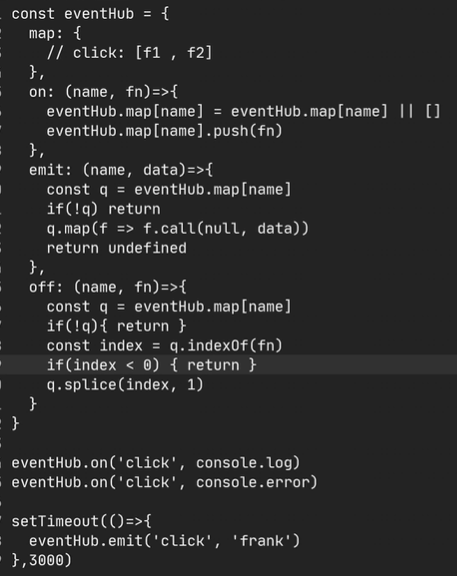 const eventHub = {
  map: {
    // click: [f1 , f2]
  },
  on: (name, fn)=>{
    eventHub.map[name] = eventHub.map[name] || []
    eventHub.map[name].push(fn)
  },
  emit: (name, data)=>{
    const q = eventHub.map[name]
    if(!q) return
    q.map(f => f.call(null, data))
    return undefined
  },
  off: (name, fn)=>{
    const q = eventHub.map[name]
    if(!q){ return }
    const index = q.indexOf(fn)
    if(index < 0) { return }
    q.splice(index, 1)
  }
}
eventHub.on('click', console.log)
eventHub.on('click', console.error)
setTimeout(()=>{
  eventHub.emit('click', 'frank')
},3000)